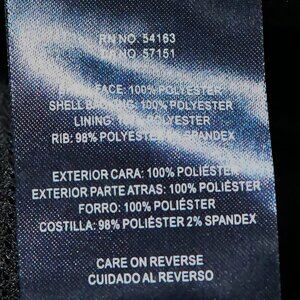 RN NO. 54163
NO. 57151
FACE: 100% POLYESTER
SHELL BACKING: 100% POLYESTER
LINING: 100% POLYESTER
RIB: 98% POLYESTER 2% SPANDEX
EXTERIOR CARA: 100% POLIÉSTER
EXTERIOR PARTE ATRAS: 100% POLIÉSTER
FORRO: 100% POLIÉSTER
COSTILLA: 98% POLIÉSTER 2% SPANDEX
CARE ON REVERSE
CUIDADO AL REVERSO